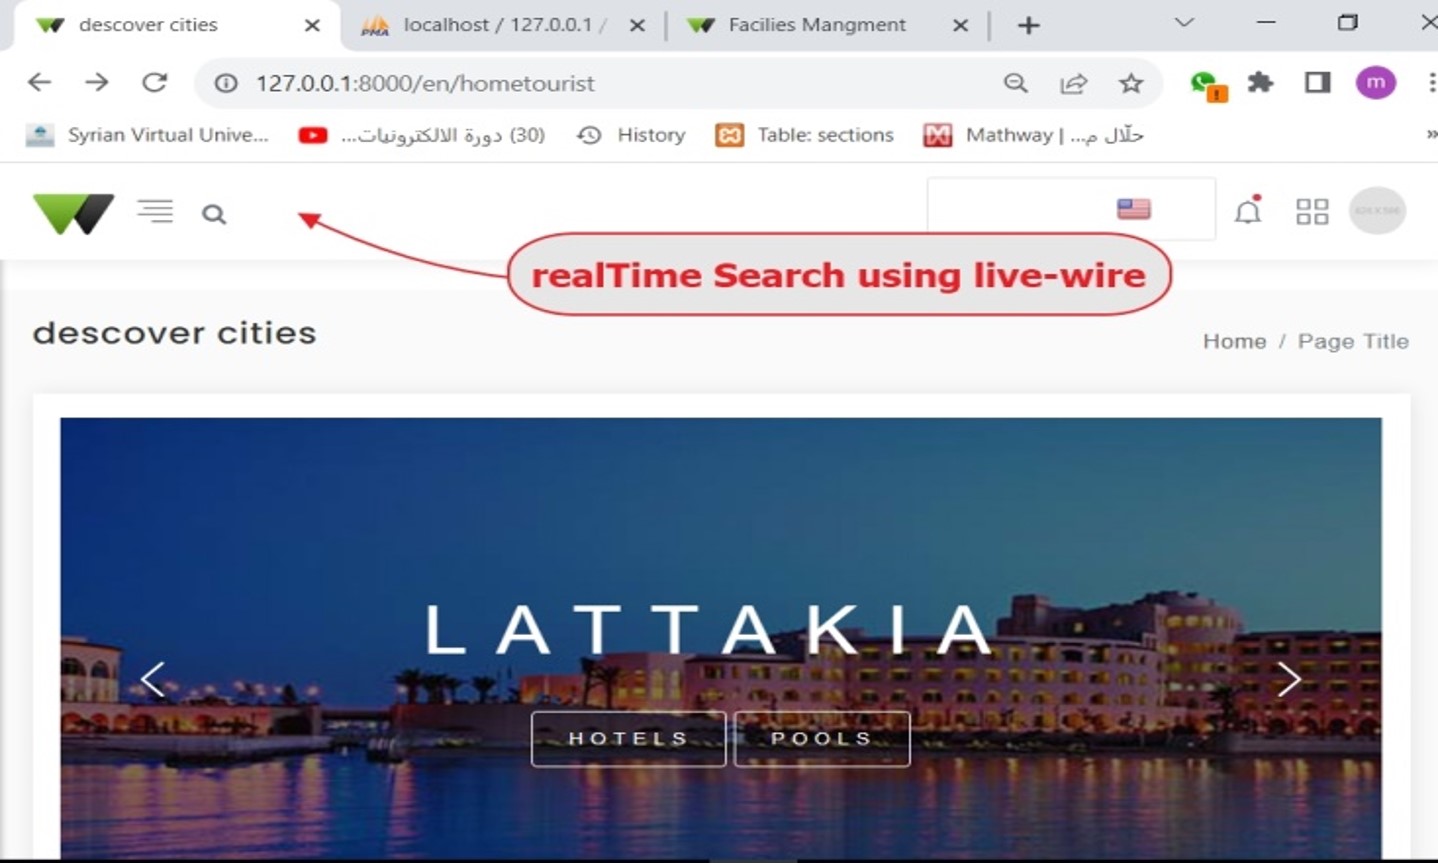 descover cities
localhost / 127.0.0.1 /
Facilies Mangment
127.0.0.1:8000/en/hometourist
m
Syrian Virtual Unive...
(30) دورة الالكترونيات...
History
Table: sections
Mathway | حلّال م...
realTime Search using live-wire
descover cities
Home / Page Title
LATTAKIA
HOTELS
POOLS